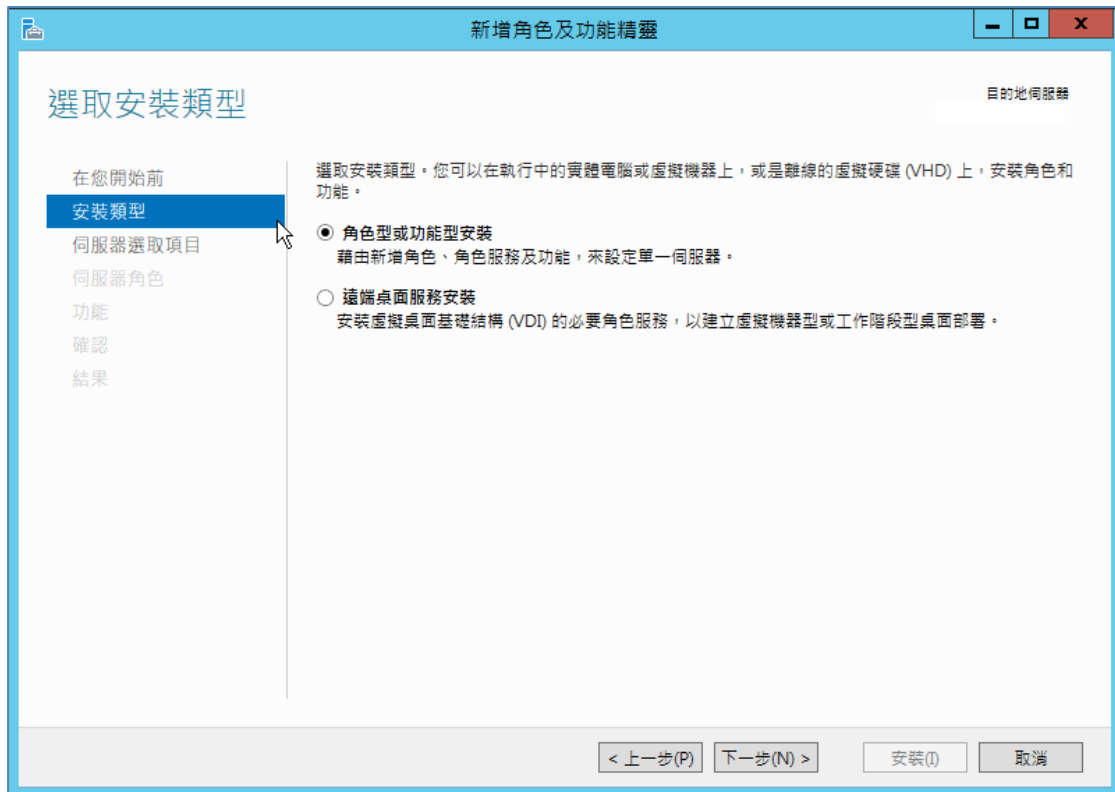 新增角色及功能精靈
選取安裝類型
目的地伺服器
在您開始前
安裝類型
伺服器選取項目
伺服器角色
功能
確認
結果
選取安裝類型。您可以在執行中的實體電腦或虛擬機器上，或是離線的虛擬硬碟 (VHD) 上，安裝角色和
功能。
角色型或功能型安裝
藉由新增角色、角色服務及功能，來設定單一伺服器。
遠端桌面服務安裝
安裝虛擬桌面基礎結構 (VDI) 的必要角色服務，以建立虛擬機器型或工作階段型桌面部署。
< 上一步(P) 下一步(N) > 安裝(I) 取消